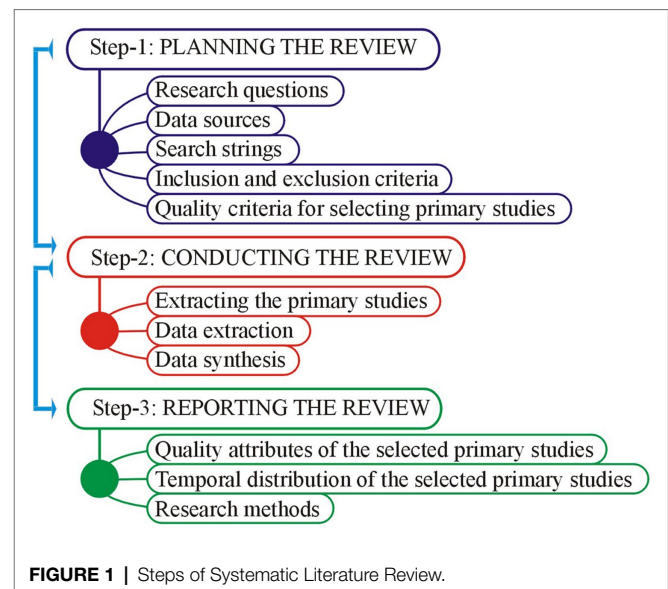 Step-1: PLANNING THE REVIEW
Research questions
Data sources
Search strings
Inclusion and exclusion criteria
Quality criteria for selecting primary studies
Step-2: CONDUCTING THE REVIEW
Extracting the primary studies
Data extraction
Data synthesis
Step-3: REPORTING THE REVIEW
Quality attributes of the selected primary studies
Temporal distribution of the selected primary studies
Research methods
FIGURE 1 | Steps of Systematic Literature Review.